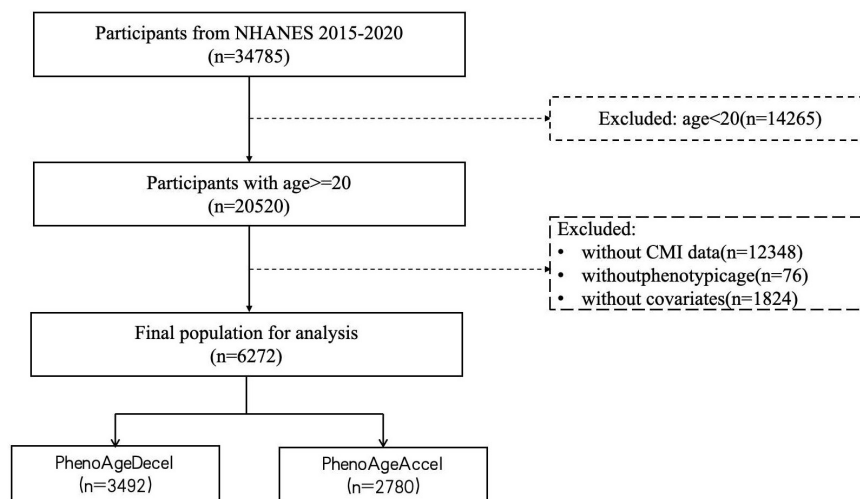 Participants from NHANES 2015-2020
(n=34785)
Excluded: age<20(n=14265)
Participants with age>=20
(n=20520)
Excluded:
• without CMI data(n=12348)
• withoutphenotypicage(n=76)
• without covariates(n=1824)
Final population for analysis
(n=6272)
PhenoAgeDecel
(n=3492)
PhenoAgeAccel
(n=2780)